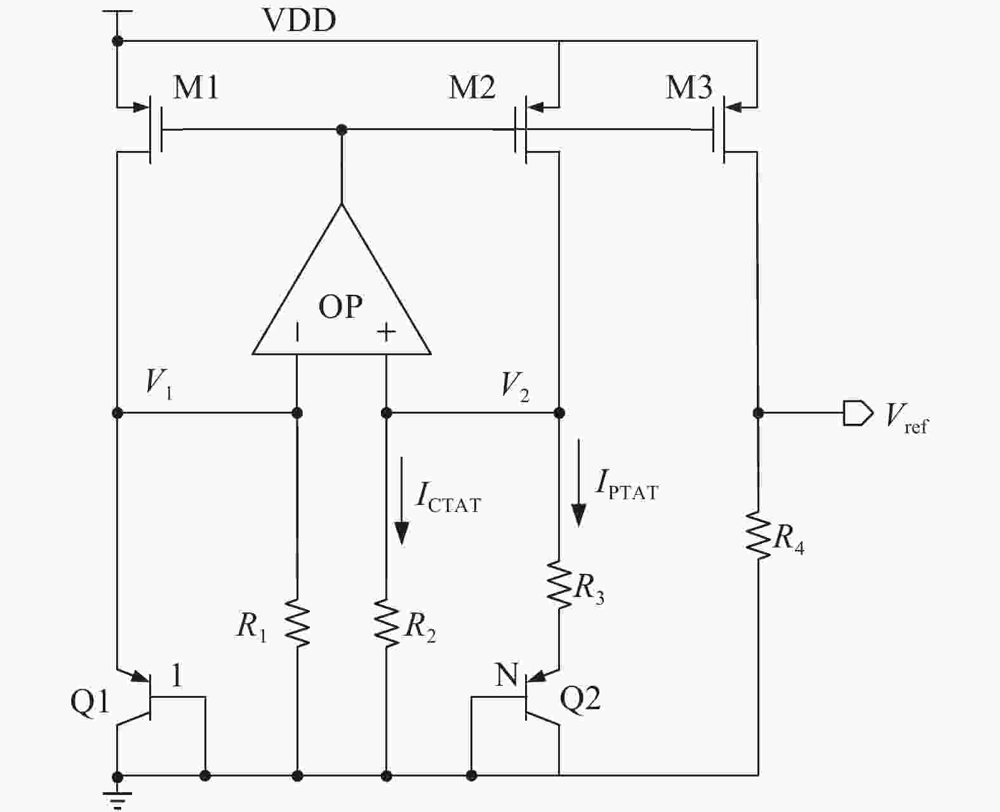 VDD
M1
M2
M3
OP
− +
V1
V2
Vref
ICTAT
IPTAT
R4
R3
R1
R2
1
N
Q1
Q2